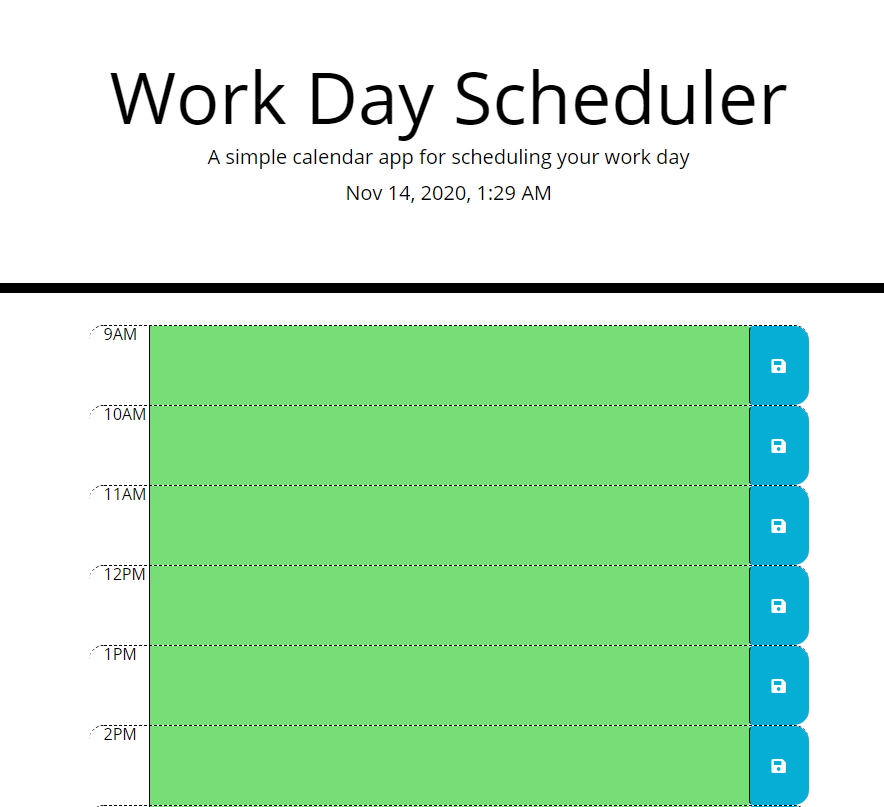 Work Day Scheduler
A simple calendar app for scheduling your work day
Nov 14, 2020, 1:29 AM
9AM
10AM
11AM
12PM
1PM
2PM